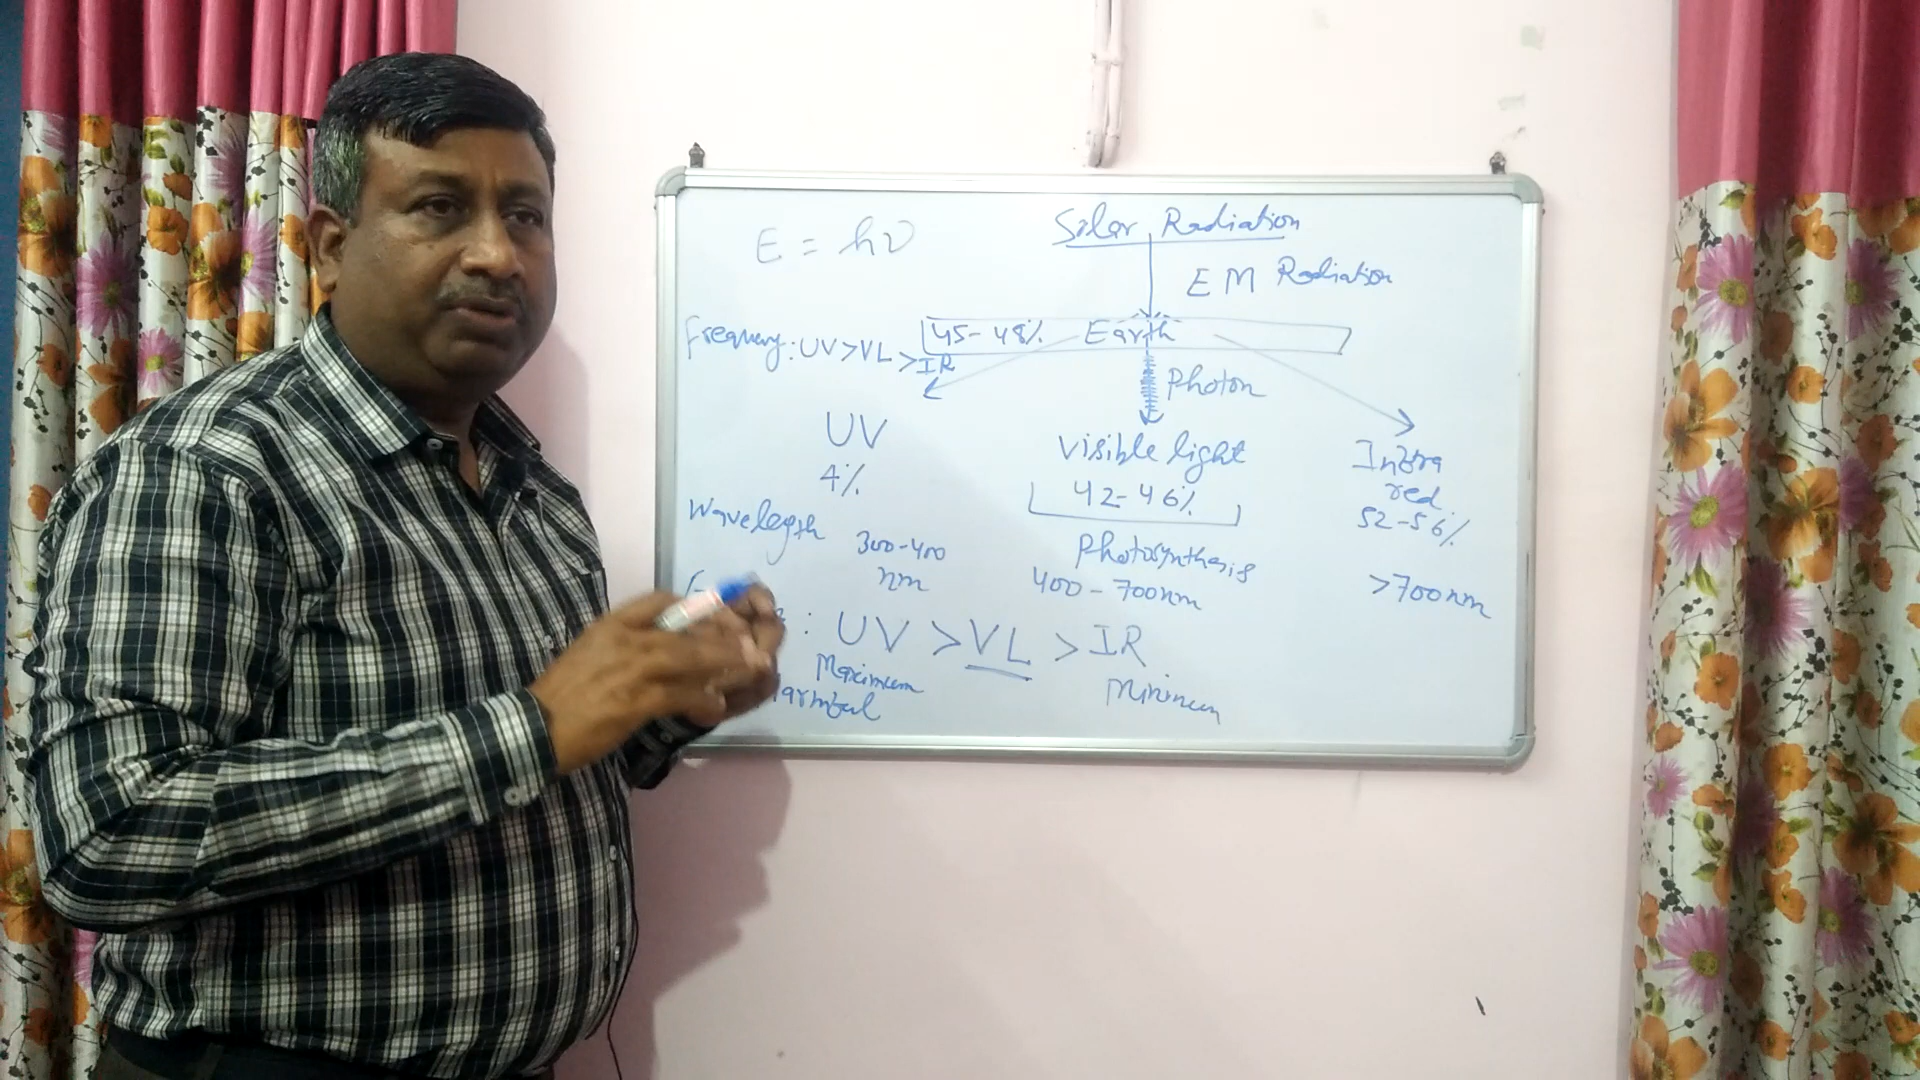 Solar Radiation
E = hν
EM Radiation
Frequency: UV > VL > IR
45-48% Earth
Photon
UV
4%
Visible light
42-46%
Infra
red
52-56%
Wavelength
300-400
nm
Photosynthesis
400 - 700nm
>700nm
: UV > VL > IR
Maximum
Minimum